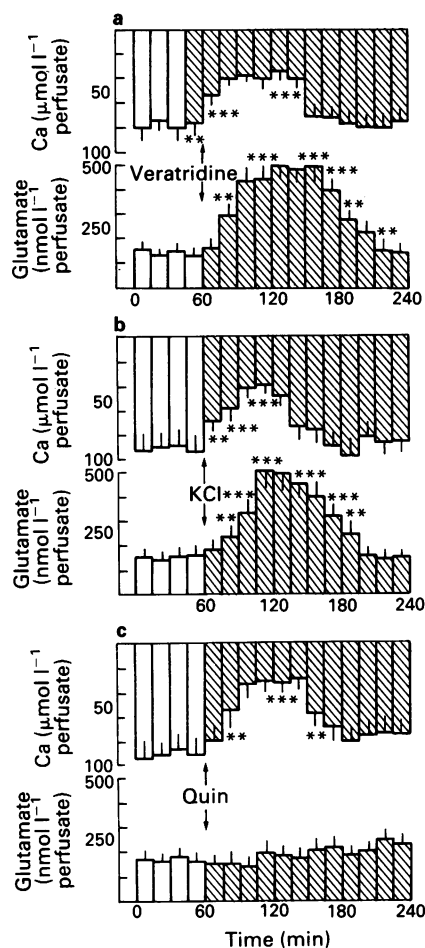 a
Ca (μmol l⁻¹
perfusate)
50
100
**
***
***
Veratridine
Glutamate
(nmol l⁻¹
perfusate)
500
250
**
***
***
***
**
**
0 60 120 180 240
b
Ca (μmol l⁻¹
perfusate)
50
100
**
***
***
KCl
Glutamate
(nmol l⁻¹
perfusate)
500
250
**
***
***
***
***
**
0 60 120 180 240
c
Ca (μmol l⁻¹
perfusate)
50
100
**
***
**
Quin
Glutamate
(nmol l⁻¹
perfusate)
500
250
0 60 120 180 240
Time (min)